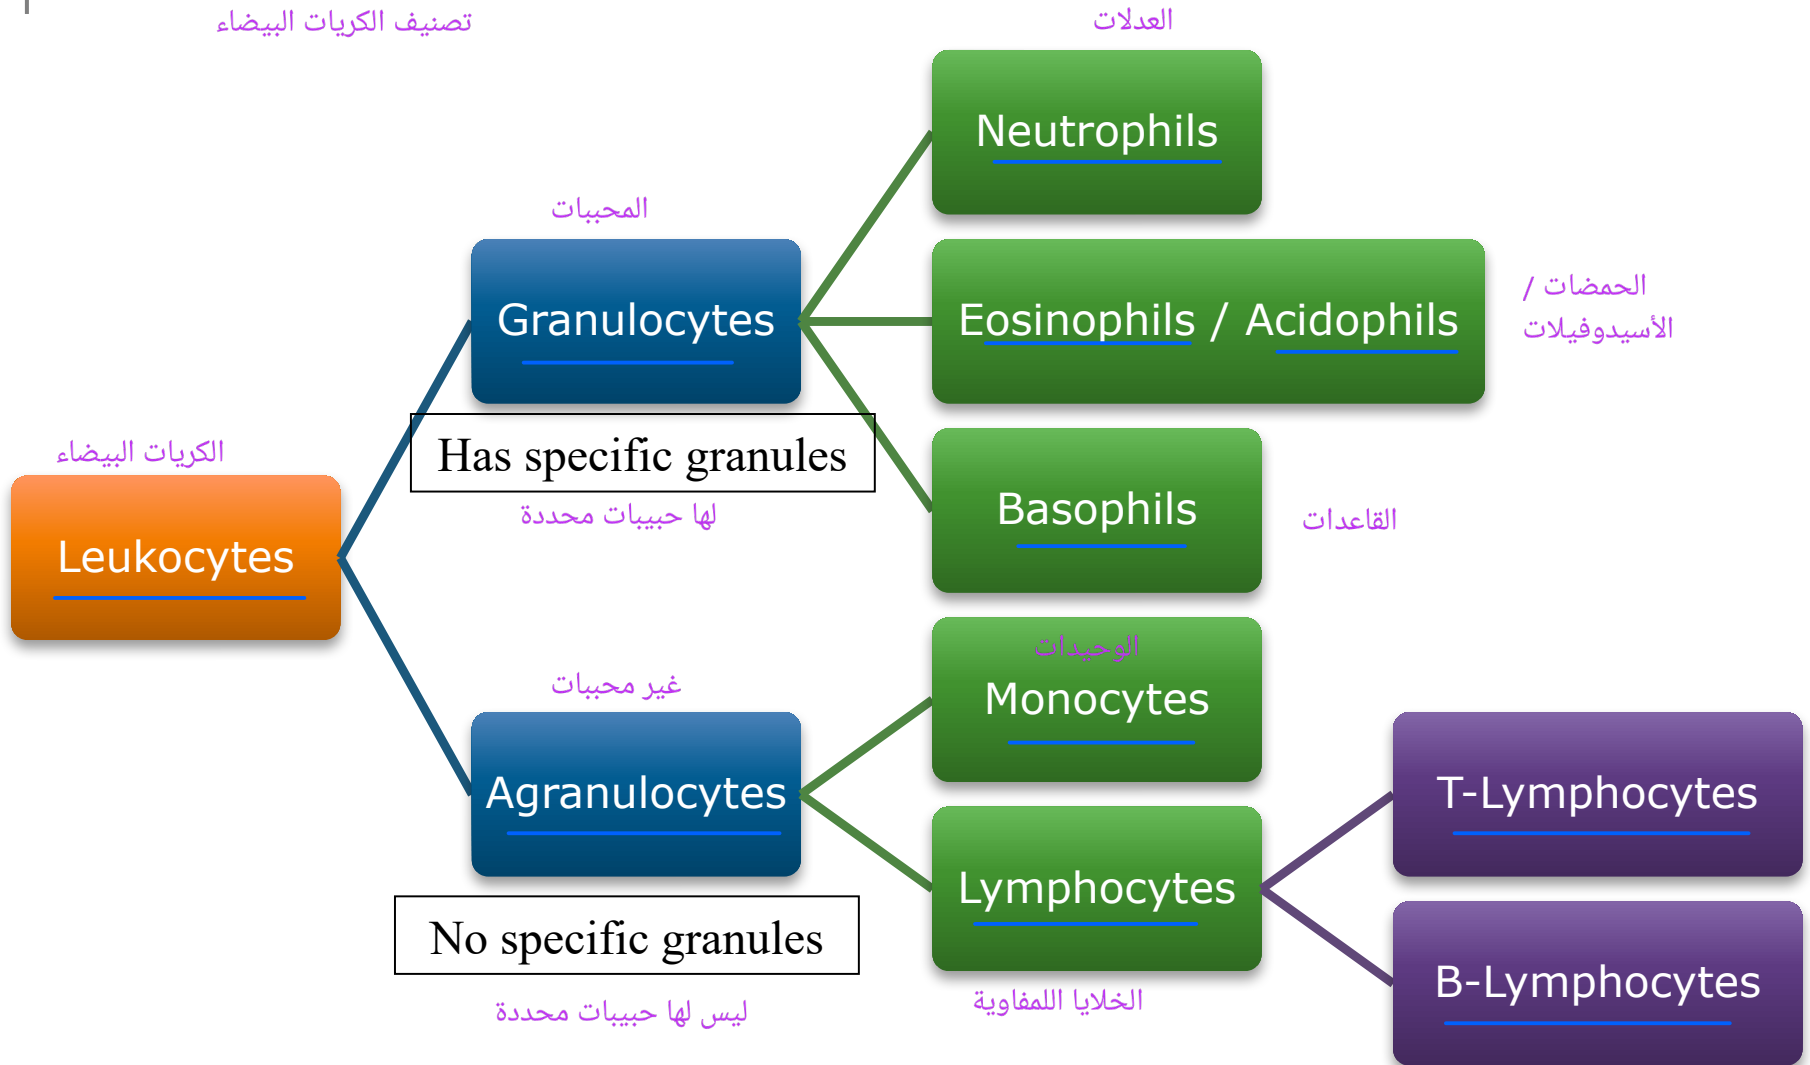 تصنيف الكريات البيضاء
العدلات
Neutrophils
المحببات
Granulocytes
Eosinophils / Acidophils
الحمضات /
الأسيدوفيلات
Has specific granules
لها حبيبات محددة
الكريات البيضاء
Leukocytes
Basophils
القاعدات
غير محببات
Agranulocytes
No specific granules
ليس لها حبيبات محددة
الوحيدات
Monocytes
Lymphocytes
الخلايا اللمفاوية
T-Lymphocytes
B-Lymphocytes